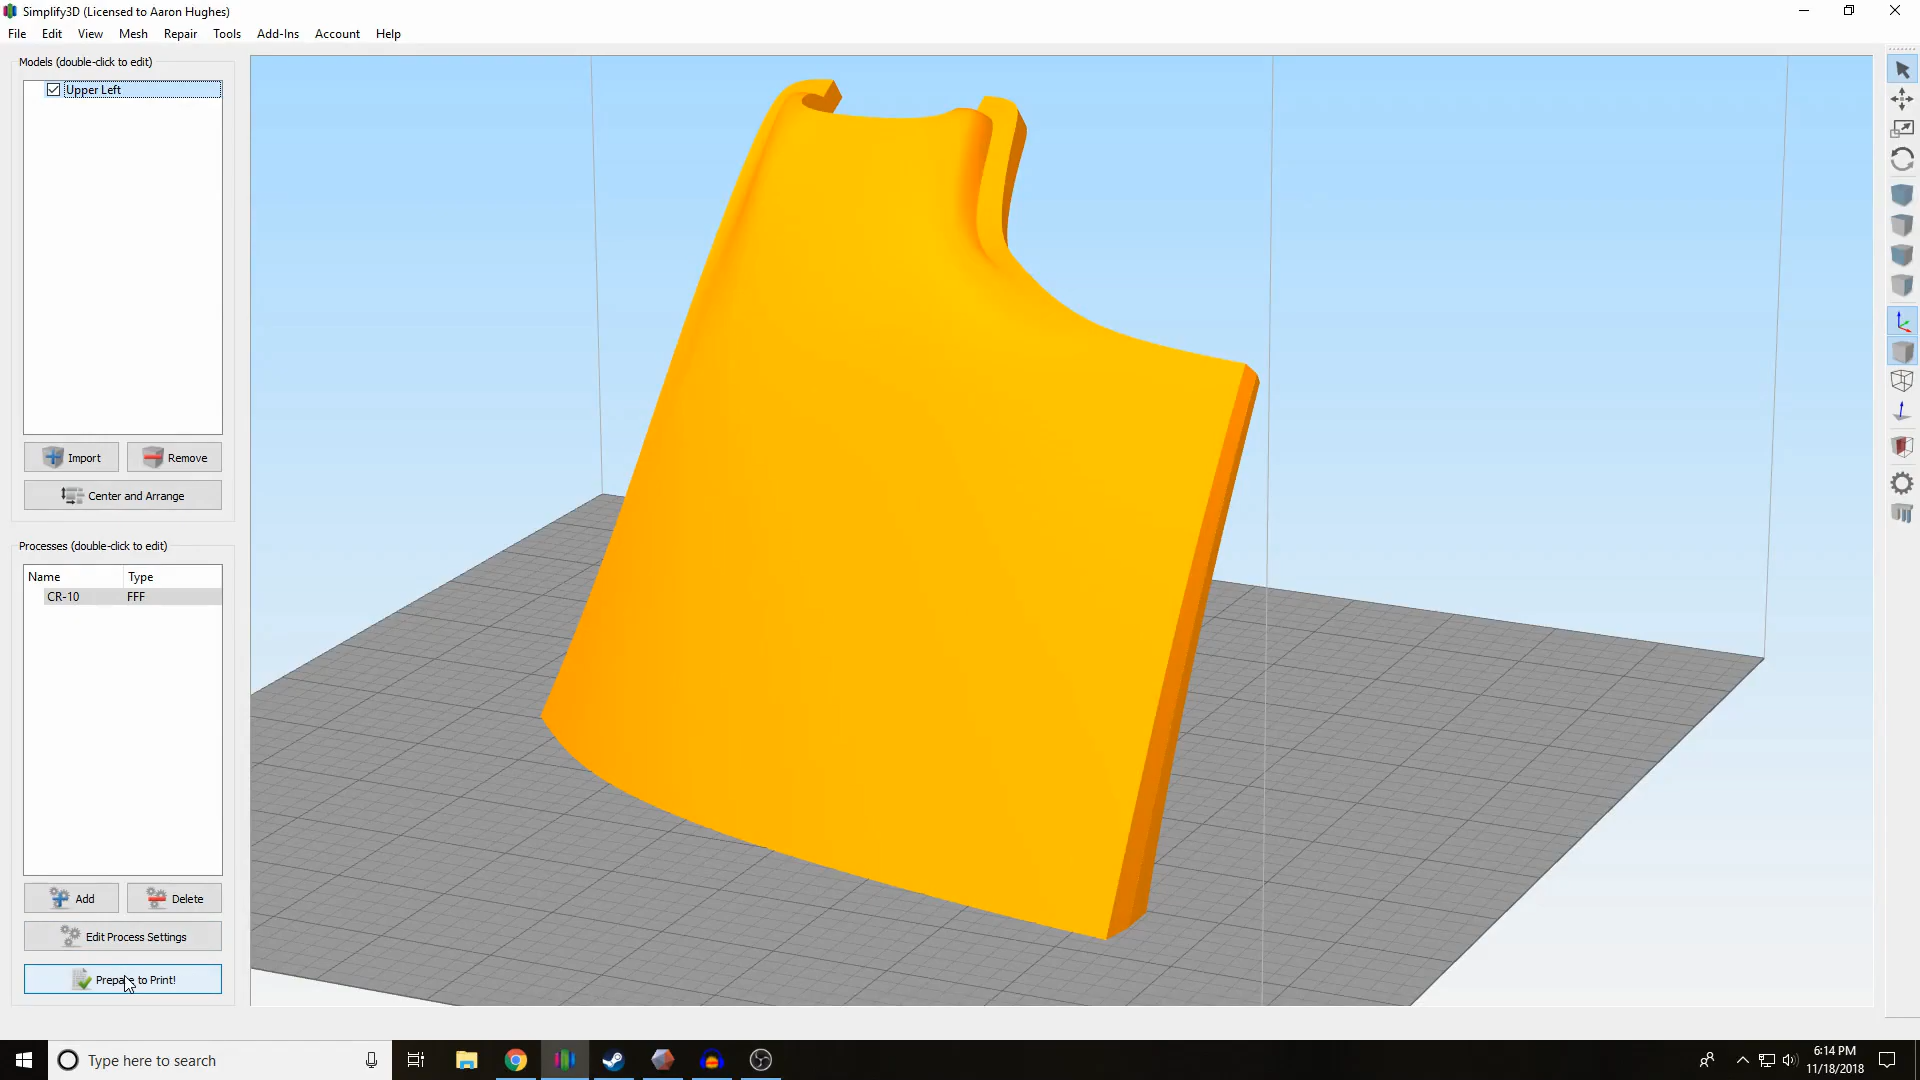 Simplify3D (Licensed to Aaron Hughes)
File Edit View Mesh Repair Tools Add-Ins Account Help
Models (double-click to edit)
Upper Left
Import Remove
Center and Arrange
Processes (double-click to edit)
Name Type
CR-10 FFF
Add Delete
Edit Process Settings
Prepare to Print!
Type here to search
6:14 PM
11/18/2018